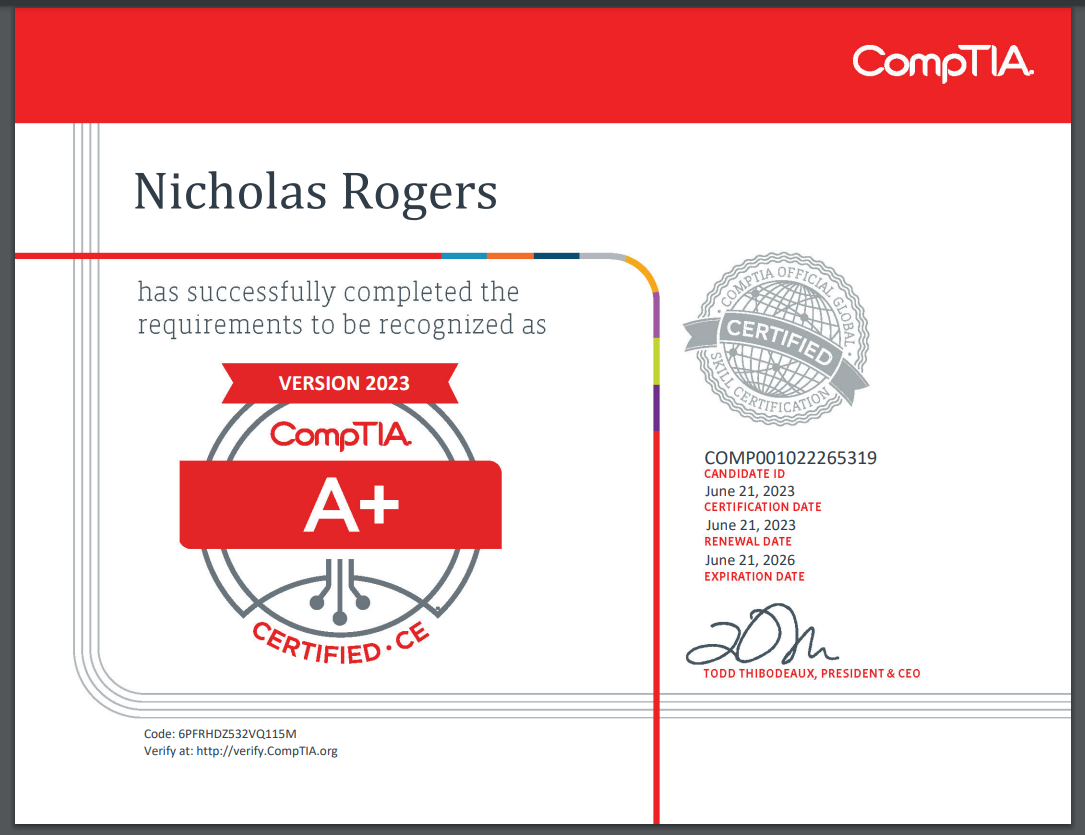 CompTIA.
Nicholas Rogers
has successfully completed the
requirements to be recognized as
VERSION 2023
CompTIA.
A+
CERTIFIED · CE
COMPTIA OFFICIAL GLOBAL
CERTIFIED
SKILL CERTIFICATION
COMP001022265319
CANDIDATE ID
June 21, 2023
CERTIFICATION DATE
June 21, 2023
RENEWAL DATE
June 21, 2026
EXPIRATION DATE
TODD THIBODEAUX, PRESIDENT & CEO
Code: 6PFRHDZ532VQ115M
Verify at: http://verify.CompTIA.org